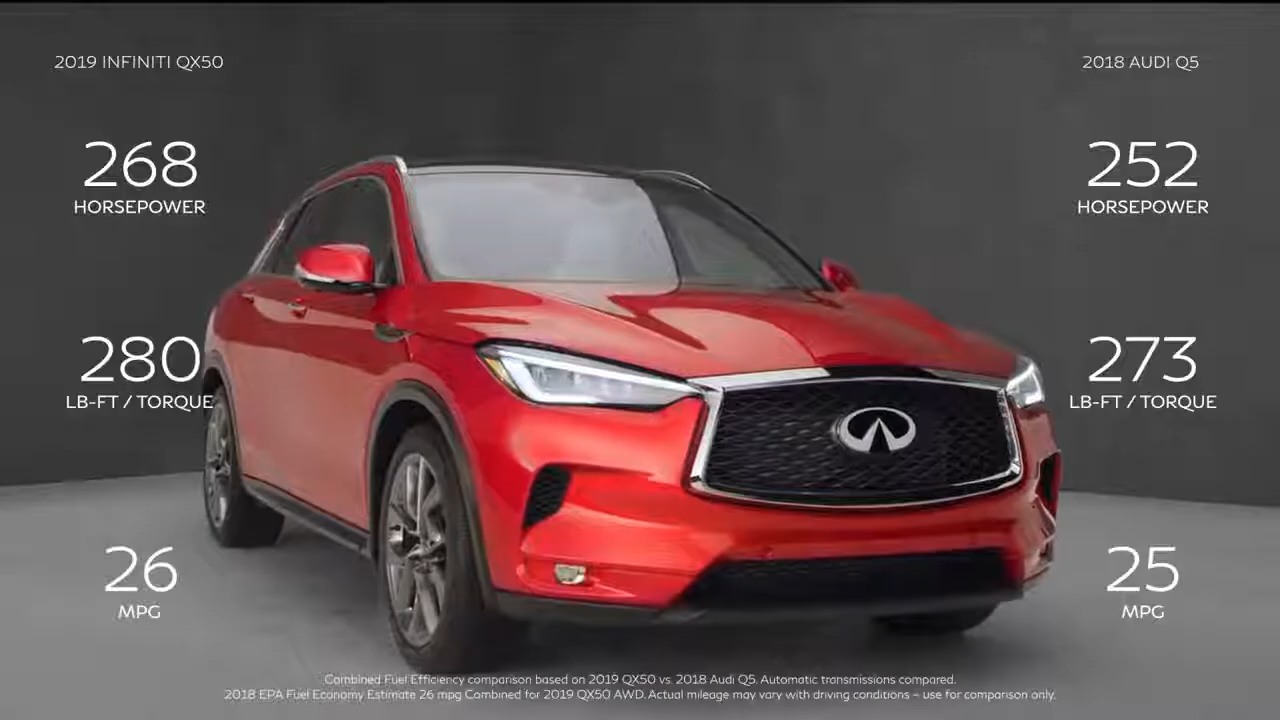 2019 INFINITI QX50
268
HORSEPOWER
280
LB-FT / TORQUE
26
MPG
2018 AUDI Q5
252
HORSEPOWER
273
LB-FT / TORQUE
25
MPG
Combined Fuel Efficiency comparison based on 2019 QX50 vs. 2018 Audi Q5. Automatic transmissions compared.
2018 EPA Fuel Economy Estimate 26 mpg Combined for 2019 QX50 AWD. Actual mileage may vary with driving conditions – use for comparison only.